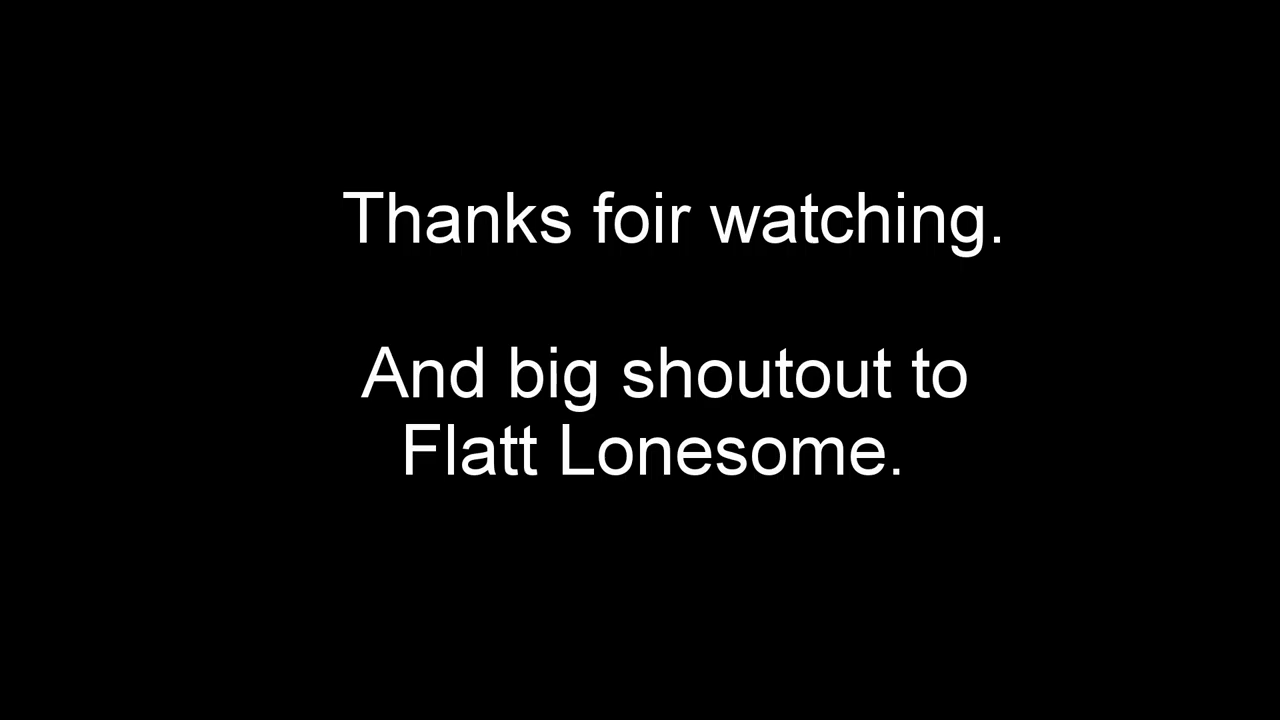 Thanks foir watching.
And big shoutout to
Flatt Lonesome.